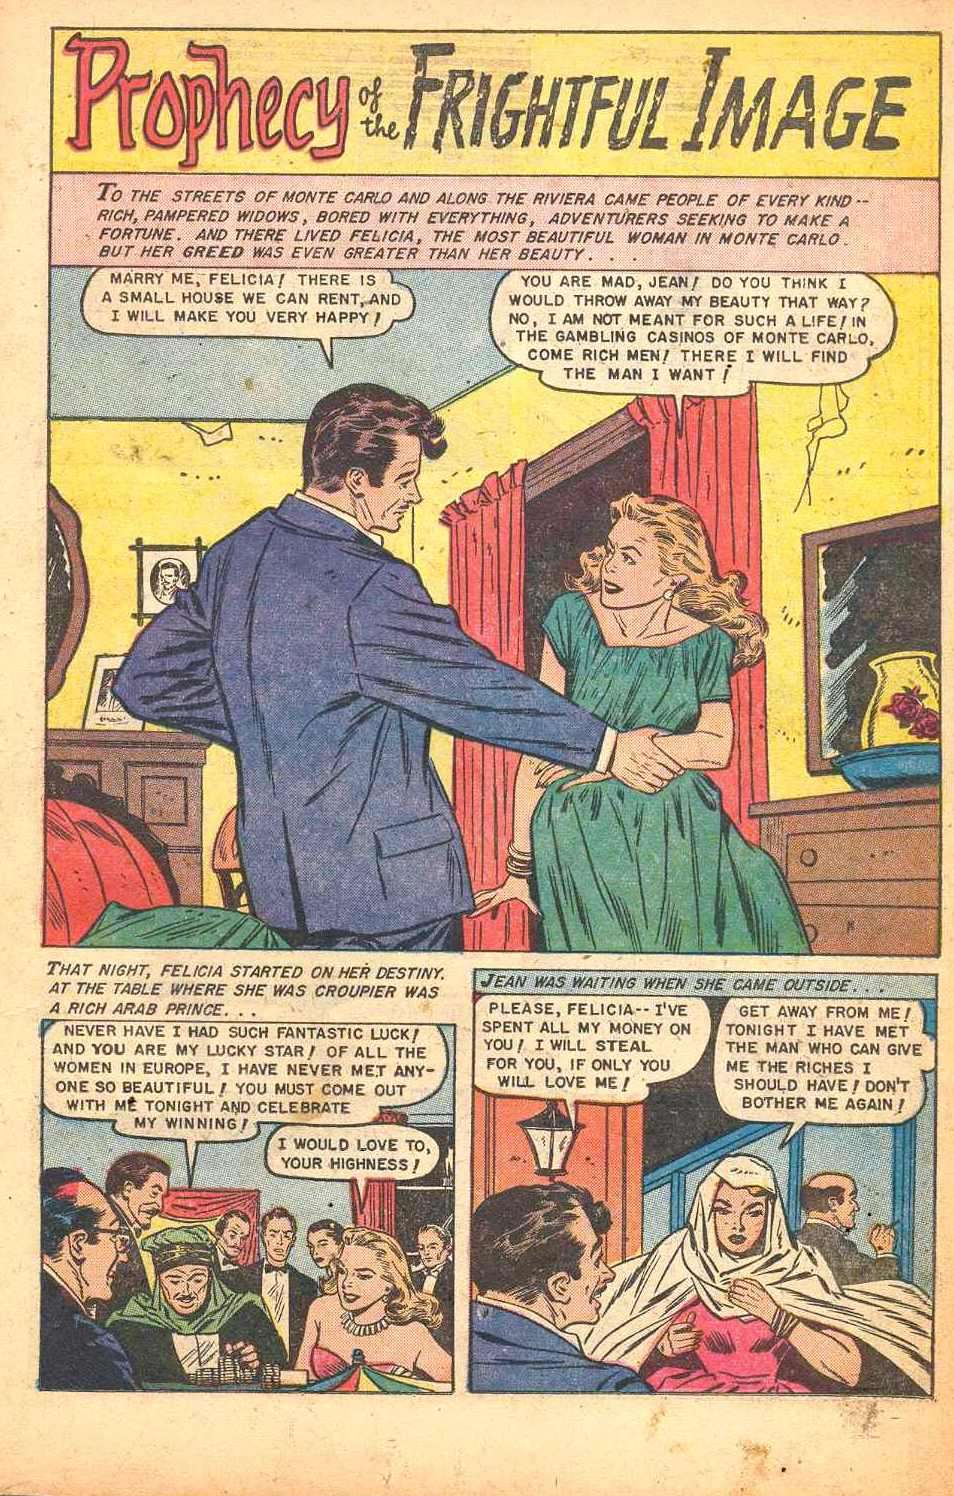 Prophecy of the FRIGHTFUL IMAGE
TO THE STREETS OF MONTE CARLO AND ALONG THE RIVIERA CAME PEOPLE OF EVERY KIND--
RICH, PAMPERED WIDOWS, BORED WITH EVERYTHING, ADVENTURERS SEEKING TO MAKE A
FORTUNE. AND THERE LIVED FELICIA, THE MOST BEAUTIFUL WOMAN IN MONTE CARLO.
BUT HER GREED WAS EVEN GREATER THAN HER BEAUTY. . .
MARRY ME, FELICIA! THERE IS
A SMALL HOUSE WE CAN RENT, AND
I WILL MAKE YOU VERY HAPPY!
YOU ARE MAD, JEAN! DO YOU THINK I
WOULD THROW AWAY MY BEAUTY THAT WAY?
NO, I AM NOT MEANT FOR SUCH A LIFE! IN
THE GAMBLING CASINOS OF MONTE CARLO,
COME RICH MEN! THERE I WILL FIND
THE MAN I WANT!
THAT NIGHT, FELICIA STARTED ON HER DESTINY.
AT THE TABLE WHERE SHE WAS CROUPIER WAS
A RICH ARAB PRINCE. . .
NEVER HAVE I HAD SUCH FANTASTIC LUCK!
AND YOU ARE MY LUCKY STAR! OF ALL THE
WOMEN IN EUROPE, I HAVE NEVER MET ANY-
ONE SO BEAUTIFUL! YOU MUST COME OUT
WITH ME TONIGHT AND CELEBRATE
MY WINNING!
I WOULD LOVE TO,
YOUR HIGHNESS!
JEAN WAS WAITING WHEN SHE CAME OUTSIDE. . .
PLEASE, FELICIA-- I'VE
SPENT ALL MY MONEY ON
YOU! I WILL STEAL
FOR YOU, IF ONLY YOU
WILL LOVE ME!
GET AWAY FROM ME!
TONIGHT I HAVE MET
THE MAN WHO CAN GIVE
ME THE RICHES I
SHOULD HAVE! DON'T
BOTHER ME AGAIN!